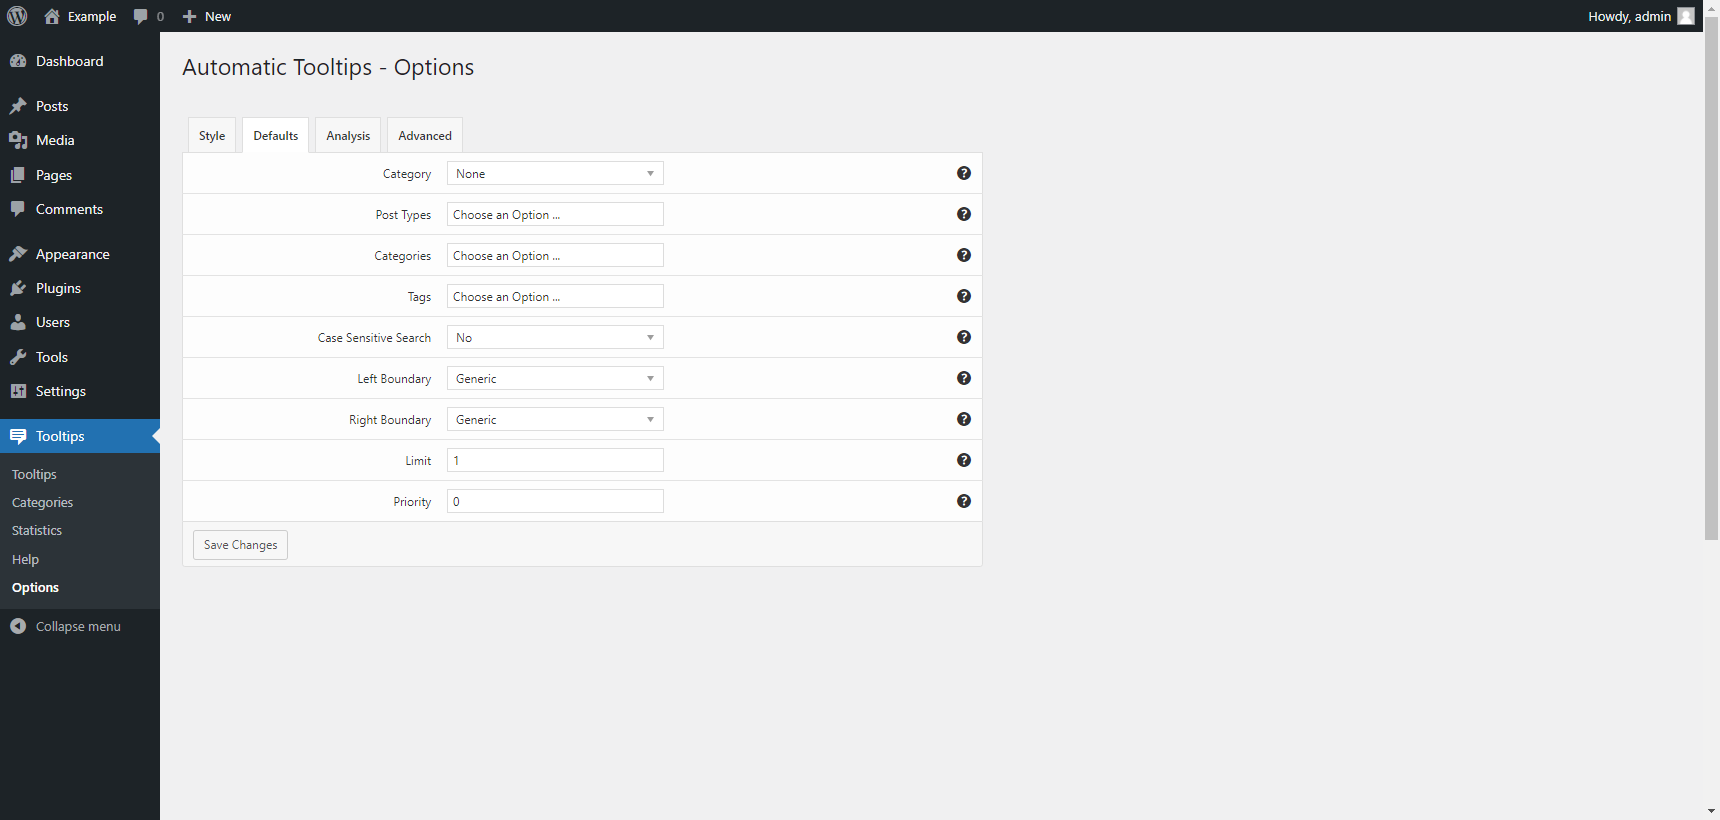 Example
0
New
Howdy, admin
Dashboard
Posts
Media
Pages
Comments
Appearance
Plugins
Users
Tools
Settings
Tooltips
Tooltips
Categories
Statistics
Help
Options
Collapse menu
Automatic Tooltips - Options
Style Defaults Analysis Advanced
Category None
Post Types Choose an Option ...
Categories Choose an Option ...
Tags Choose an Option ...
Case Sensitive Search No
Left Boundary Generic
Right Boundary Generic
Limit 1
Priority 0
Save Changes